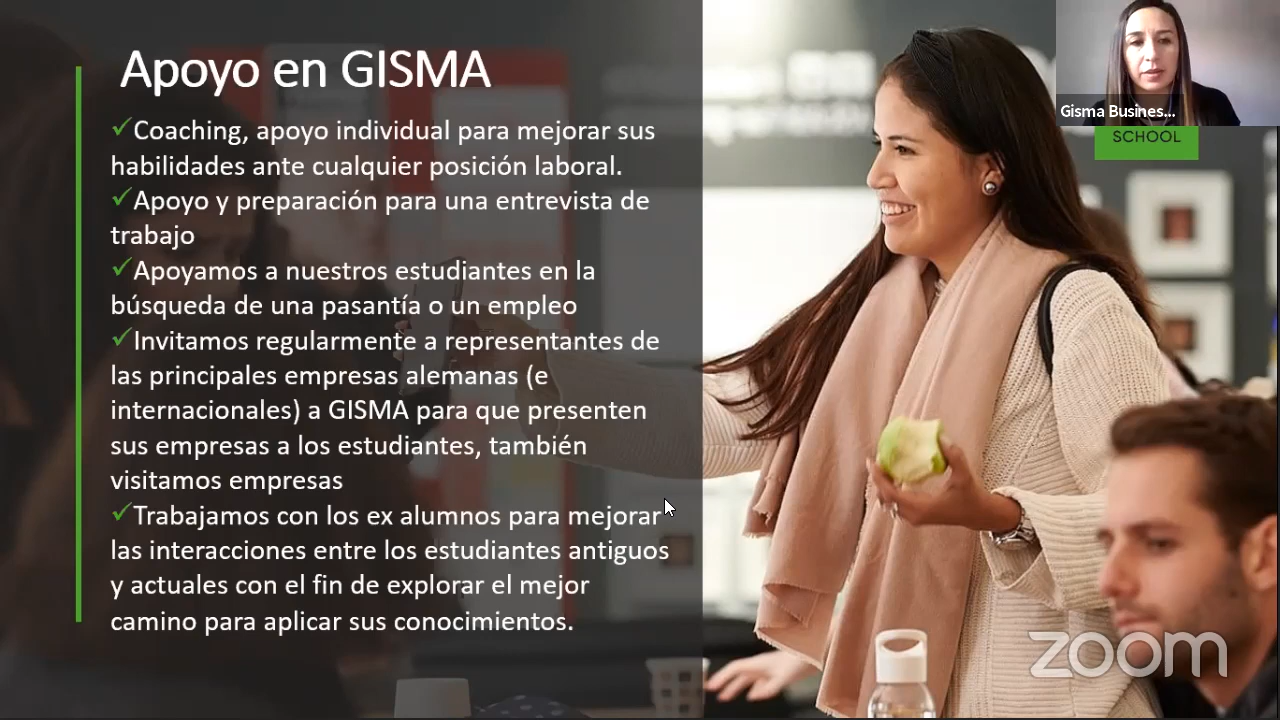 Apoyo en GISMA
✓Coaching, apoyo individual para mejorar sus
habilidades ante cualquier posición laboral.
✓Apoyo y preparación para una entrevista de
trabajo
✓Apoyamos a nuestros estudiantes en la
búsqueda de una pasantía o un empleo
✓Invitamos regularmente a representantes de
las principales empresas alemanas (e
internacionales) a GISMA para que presenten
sus empresas a los estudiantes, también
visitamos empresas
✓Trabajamos con los ex alumnos para mejorar
las interacciones entre los estudiantes antiguos
y actuales con el fin de explorar el mejor
camino para aplicar sus conocimientos.
Gisma Busines...
SCHOOL
zoom